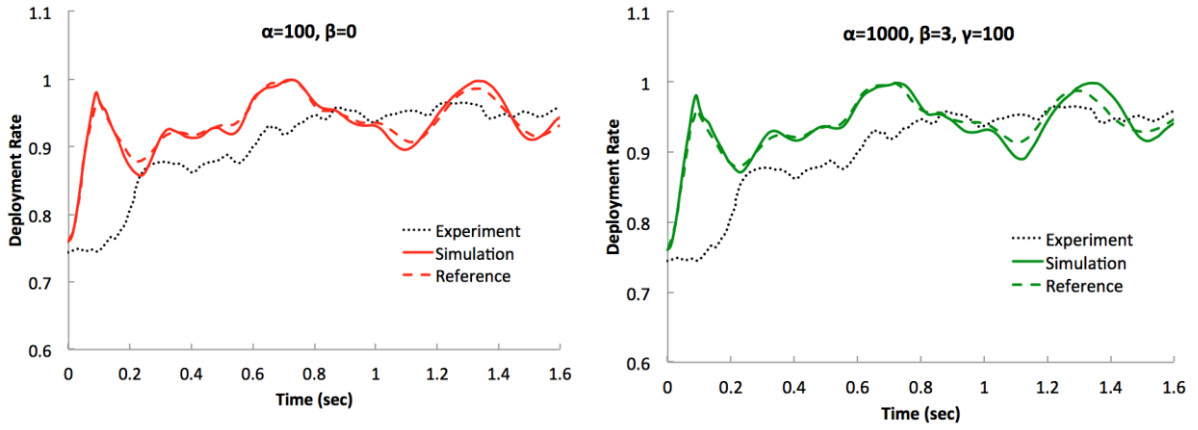 α=100, β=0
1.1
1
0.9
0.8
0.7
0.6
Deployment Rate
Experiment
Simulation
Reference
0
0.2
0.4
0.6
0.8
1
1.2
1.4
1.6
Time (sec)
α=1000, β=3, γ=100
1.1
1
0.9
0.8
0.7
0.6
Deployment Rate
Experiment
Simulation
Reference
0
0.2
0.4
0.6
0.8
1
1.2
1.4
1.6
Time (sec)